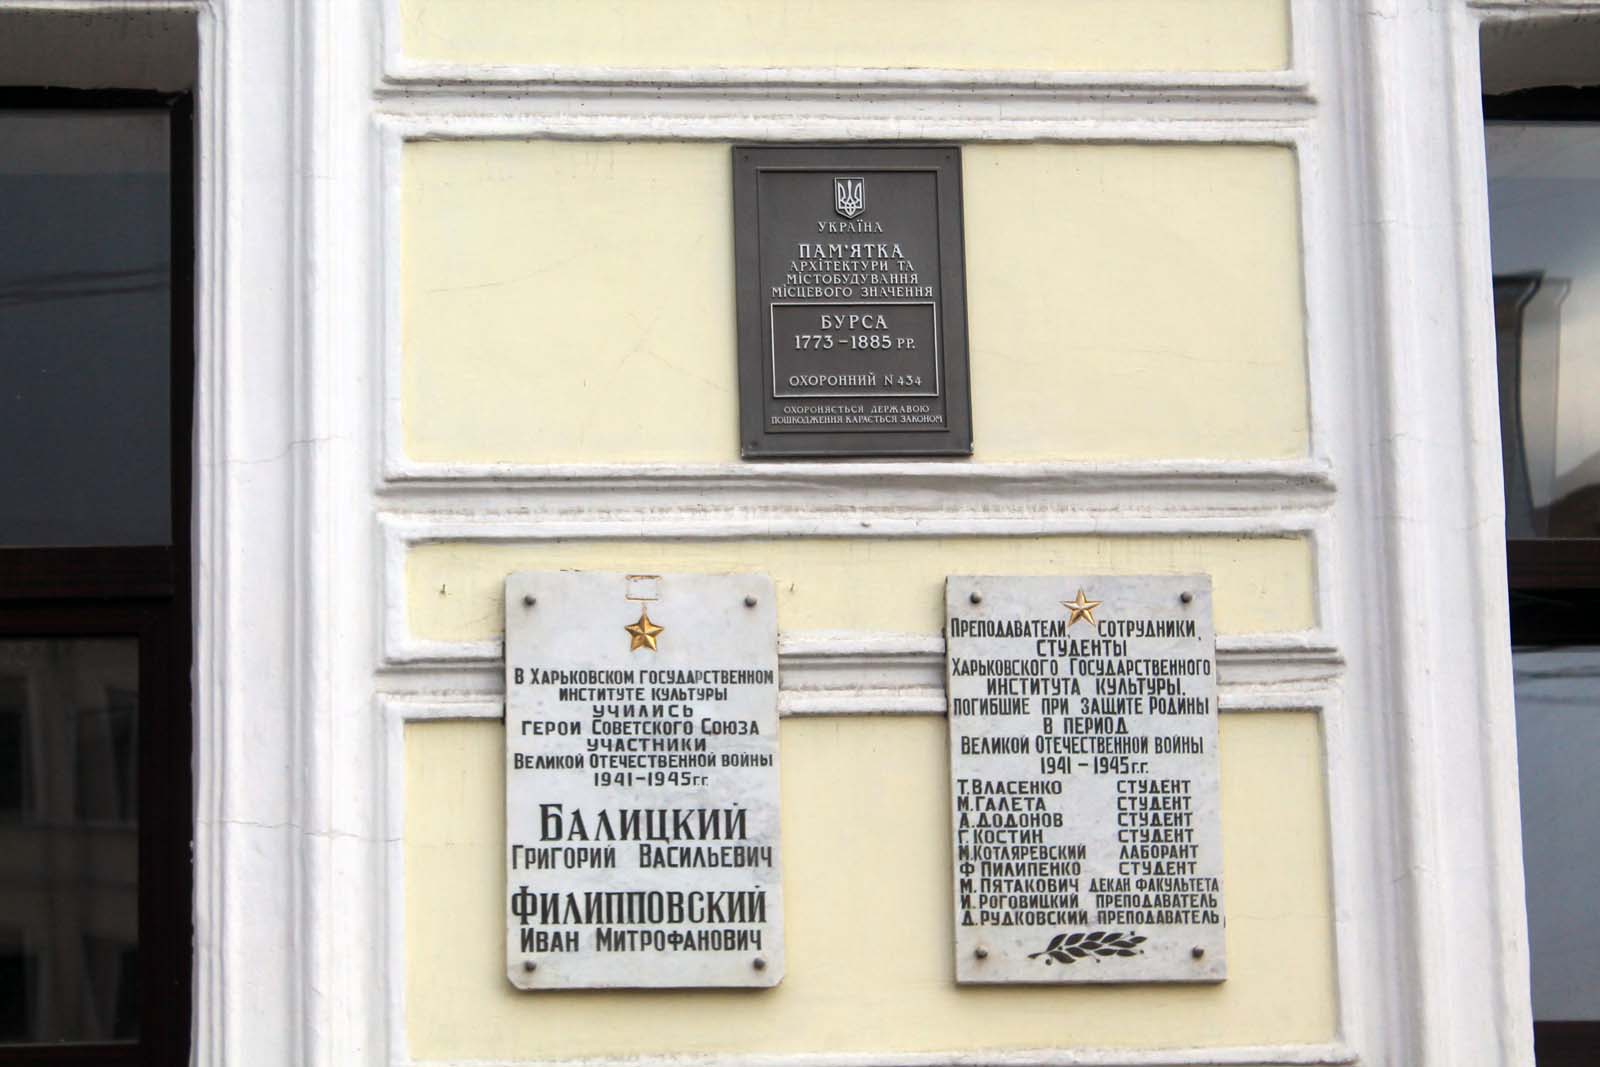 УКРАЇНА
ПАМ'ЯТКА
АРХІТЕКТУРИ ТА
МІСТОБУДУВАННЯ
МІСЦЕВОГО ЗНАЧЕННЯ
БУРСА
1773-1885 РР.
ОХОРОННИЙ N 434
ОХОРОНЯЄТЬСЯ ДЕРЖАВОЮ
ПОШКОДЖЕННЯ КАРАЄТЬСЯ ЗАКОНОМ
В ХАРЬКОВСКОМ ГОСУДАРСТВЕННОМ
ИНСТИТУТЕ КУЛЬТУРЫ
УЧИЛИСЬ
ГЕРОИ СОВЕТСКОГО СОЮЗА
УЧАСТНИКИ
ВЕЛИКОЙ ОТЕЧЕСТВЕННОЙ ВОЙНЫ
1941-1945 г.г.
БАЛИЦКИЙ
ГРИГОРИЙ ВАСИЛЬЕВИЧ
ФИЛИППОВСКИЙ
ИВАН МИТРОФАНОВИЧ
ПРЕПОДАВАТЕЛИ, СОТРУДНИКИ,
СТУДЕНТЫ
ХАРЬКОВСКОГО ГОСУДАРСТВЕННОГО
ИНСТИТУТА КУЛЬТУРЫ,
ПОГИБШИЕ ПРИ ЗАЩИТЕ РОДИНЫ
В ПЕРИОД
ВЕЛИКОЙ ОТЕЧЕСТВЕННОЙ ВОЙНЫ
1941-1945 г.г.
Т.ВЛАСЕНКО СТУДЕНТ
М.ГАЛЕТА СТУДЕНТ
А.ДОДОНОВ СТУДЕНТ
Г.КОСТИН СТУДЕНТ
М.КОТЛЯРЕВСКИЙ ЛАБОРАНТ
Ф ПИЛИПЕНКО СТУДЕНТ
М.ПЯТАКОВИЧ ДЕКАН ФАКУЛЬТЕТА
И.РОГОВИЦКИЙ ПРЕПОДАВАТЕЛЬ
Д.РУДКОВСКИЙ ПРЕПОДАВАТЕЛЬ